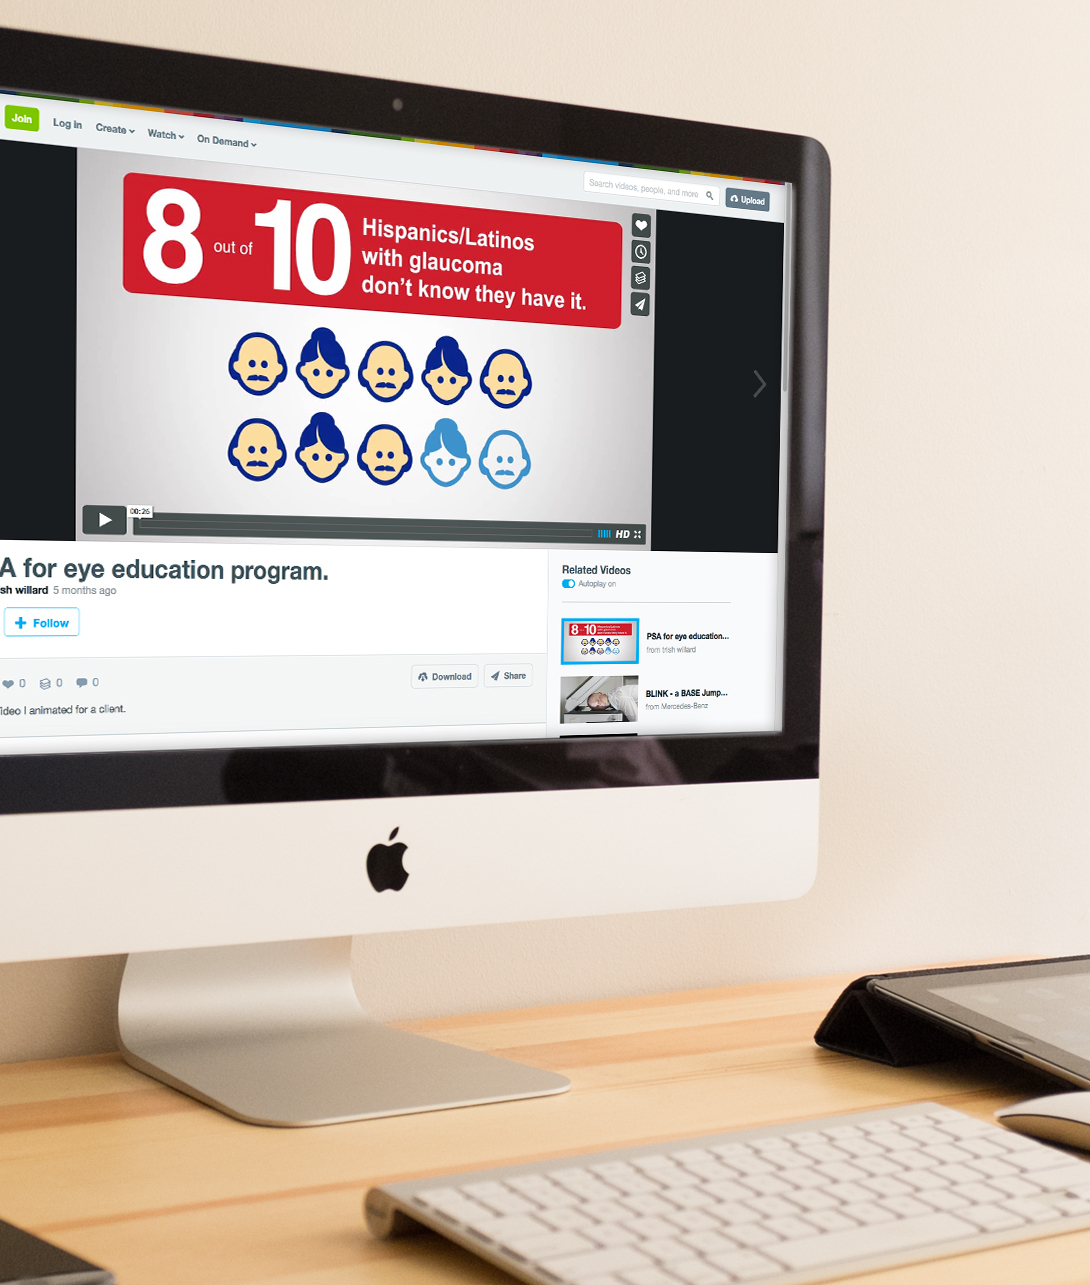 Join
Log in
Create
Watch
On Demand
Search videos, people, and more
Upload
8 out of 10
Hispanics/Latinos
with glaucoma
don't know they have it.
00:26
HD
A for eye education program.
sh willard 5 months ago
+ Follow
0 0 0
Download
Share
ideo I animated for a client.
Related Videos
Autoplay on
8 10
PSA for eye education...
from trish willard
BLINK - a BASE Jump...
from Mercedes-Benz